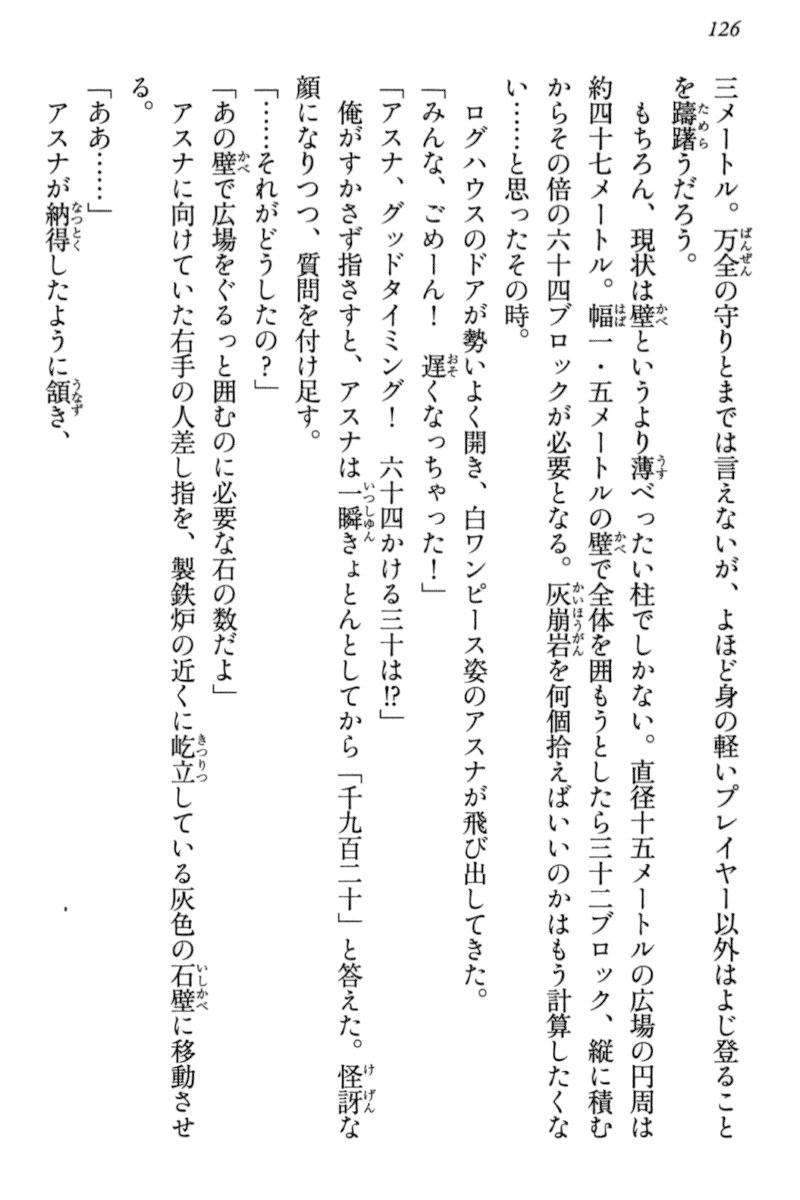 126
三メートル。万全の守りとまでは言えないが、よほど身の軽いプレイヤー以外はよじ登ること
を躊躇うだろう。
もちろん、現状は壁というより薄べったい柱でしかない。直径十五メートルの広場の円周は
約四十七メートル。幅一・五メートルの壁で全体を囲もうとしたら三十二ブロック、縦に積む
からその倍の六十四ブロックが必要となる。灰崩岩を何個拾えばいいのかはもう計算したくな
い……と思ったその時。
ログハウスのドアが勢いよく開き、白ワンピース姿のアスナが飛び出してきた。
「みんな、ごめーん！　遅くなっちゃった！」
「アスナ、グッドタイミング！　六十四かける三十は!?」
俺がすかさず指さすと、アスナは一瞬きょとんとしてから「千九百二十」と答えた。怪訝な
顔になりつつ、質問を付け足す。
「……それがどうしたの？」
「あの壁で広場をぐるっと囲むのに必要な石の数だよ」
アスナに向けていた右手の人差し指を、製鉄炉の近くに屹立している灰色の石壁に移動させ
る。
「ああ……」
アスナが納得したように頷き、